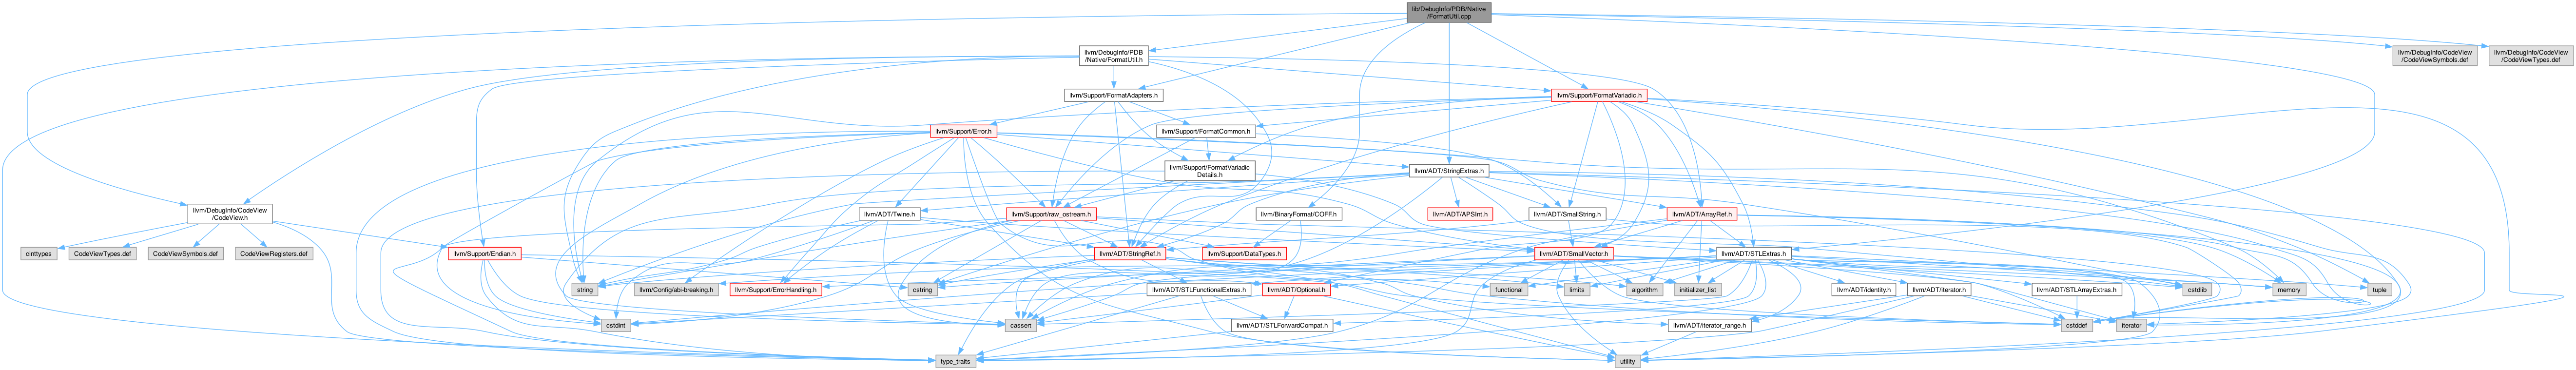 lib/DebugInfo/PDB/Native
/FormatUtil.cpp
llvm/DebugInfo/PDB
/Native/FormatUtil.h
llvm/DebugInfo/CodeView
/CodeViewSymbols.def
llvm/DebugInfo/CodeView
/CodeViewTypes.def
llvm/Support/FormatAdapters.h
llvm/Support/FormatVariadic.h
llvm/Support/Error.h
llvm/Support/FormatCommon.h
llvm/Support/FormatVariadic
Details.h
llvm/ADT/StringExtras.h
llvm/DebugInfo/CodeView
/CodeView.h
llvm/ADT/Twine.h
llvm/Support/raw_ostream.h
llvm/BinaryFormat/COFF.h
llvm/ADT/APSInt.h
llvm/ADT/SmallString.h
llvm/ADT/ArrayRef.h
cinttypes
CodeViewTypes.def
CodeViewSymbols.def
CodeViewRegisters.def
llvm/Support/Endian.h
llvm/ADT/StringRef.h
llvm/Support/DataTypes.h
llvm/ADT/SmallVector.h
llvm/ADT/STLExtras.h
string
llvm/Config/abi-breaking.h
llvm/Support/ErrorHandling.h
cstring
llvm/ADT/STLFunctionalExtras.h
llvm/ADT/Optional.h
functional
limits
algorithm
initializer_list
llvm/ADT/identity.h
llvm/ADT/iterator.h
llvm/ADT/STLArrayExtras.h
cstdlib
memory
tuple
cstdint
cassert
llvm/ADT/STLForwardCompat.h
llvm/ADT/iterator_range.h
cstddef
iterator
type_traits
utility